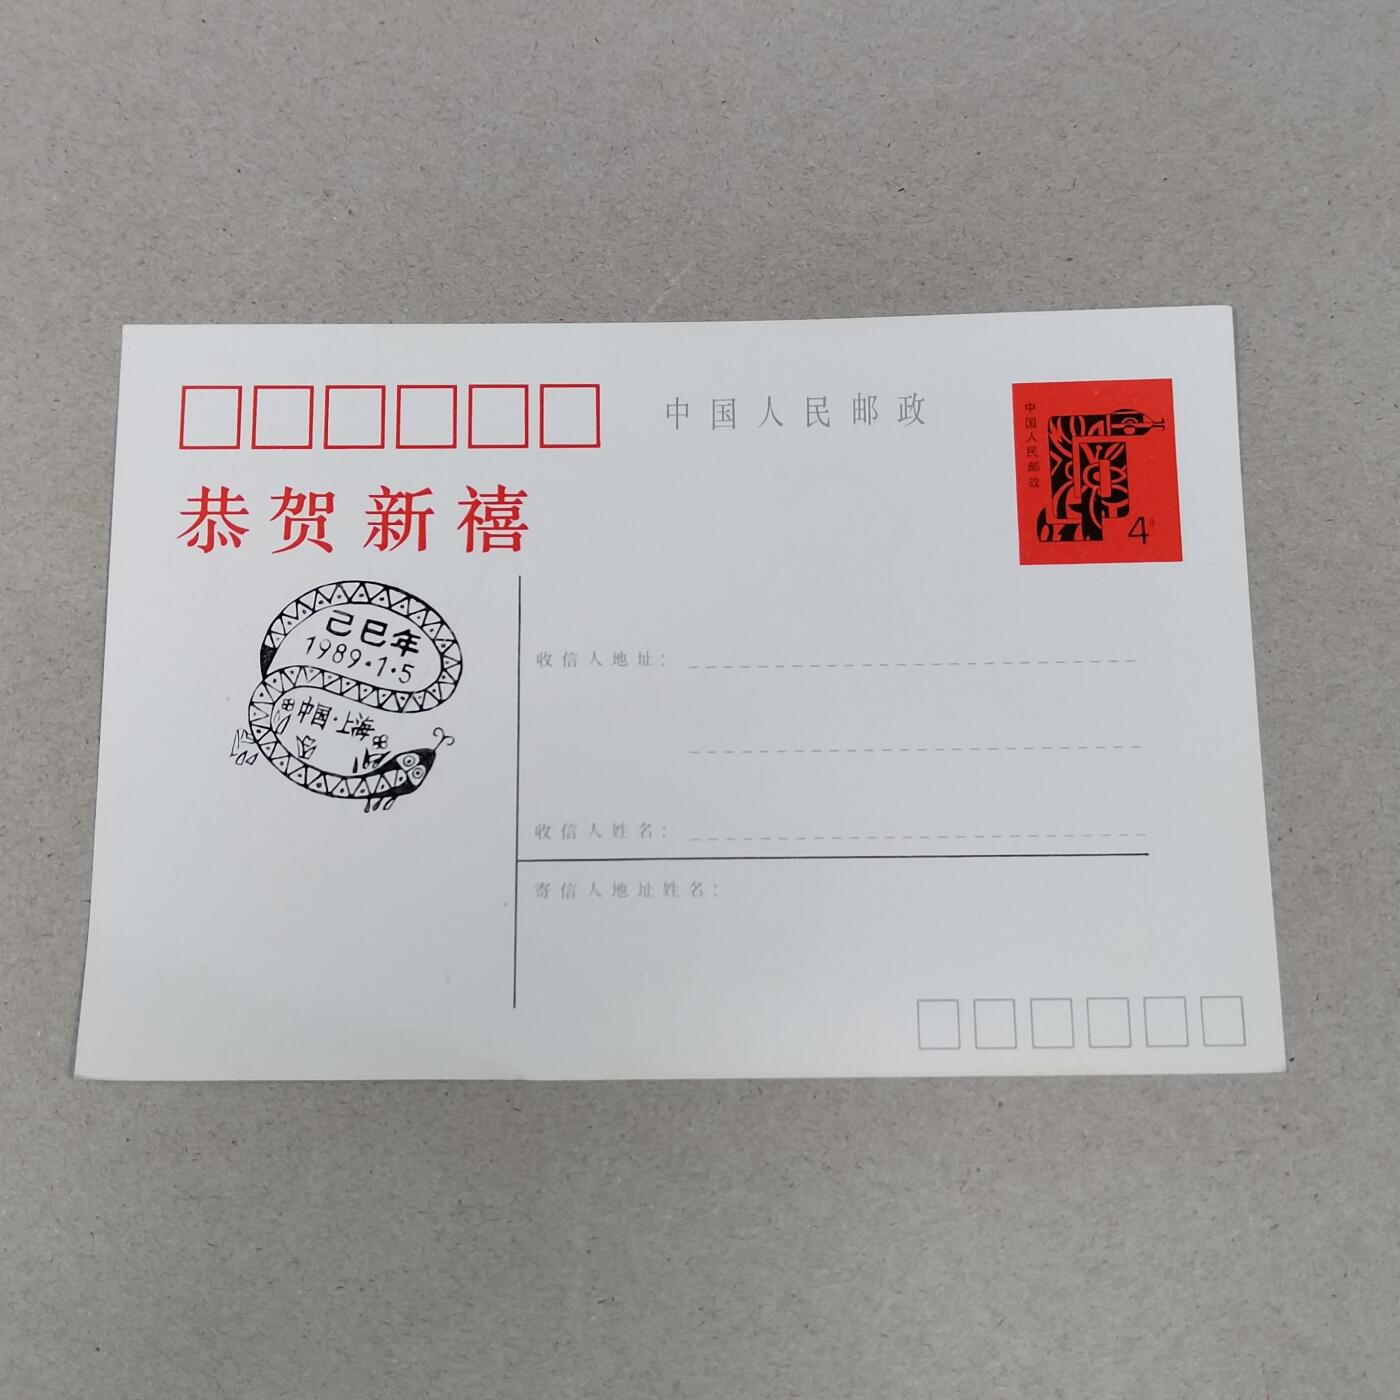 中国人民邮政
中国人民邮政
4分
恭贺新禧
己巳年
1989·1·5
中国·上海
收信人地址：
收信人姓名：
寄信人地址姓名：